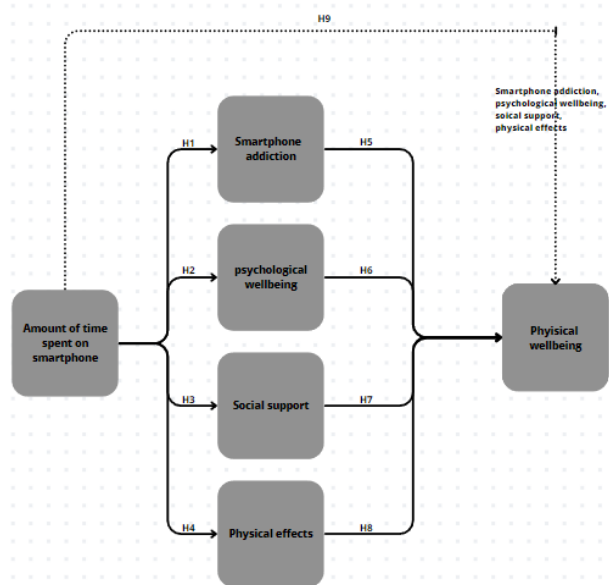 H9
Smartphone addiction,
psychological wellbeing,
soical support,
physical effects
H1
Smartphone
addiction
H5
H2
psychological
wellbeing
H6
Amount of time
spent on
smartphone
Phyisical
wellbeing
H3
Social support
H7
H4
Physical effects
H8